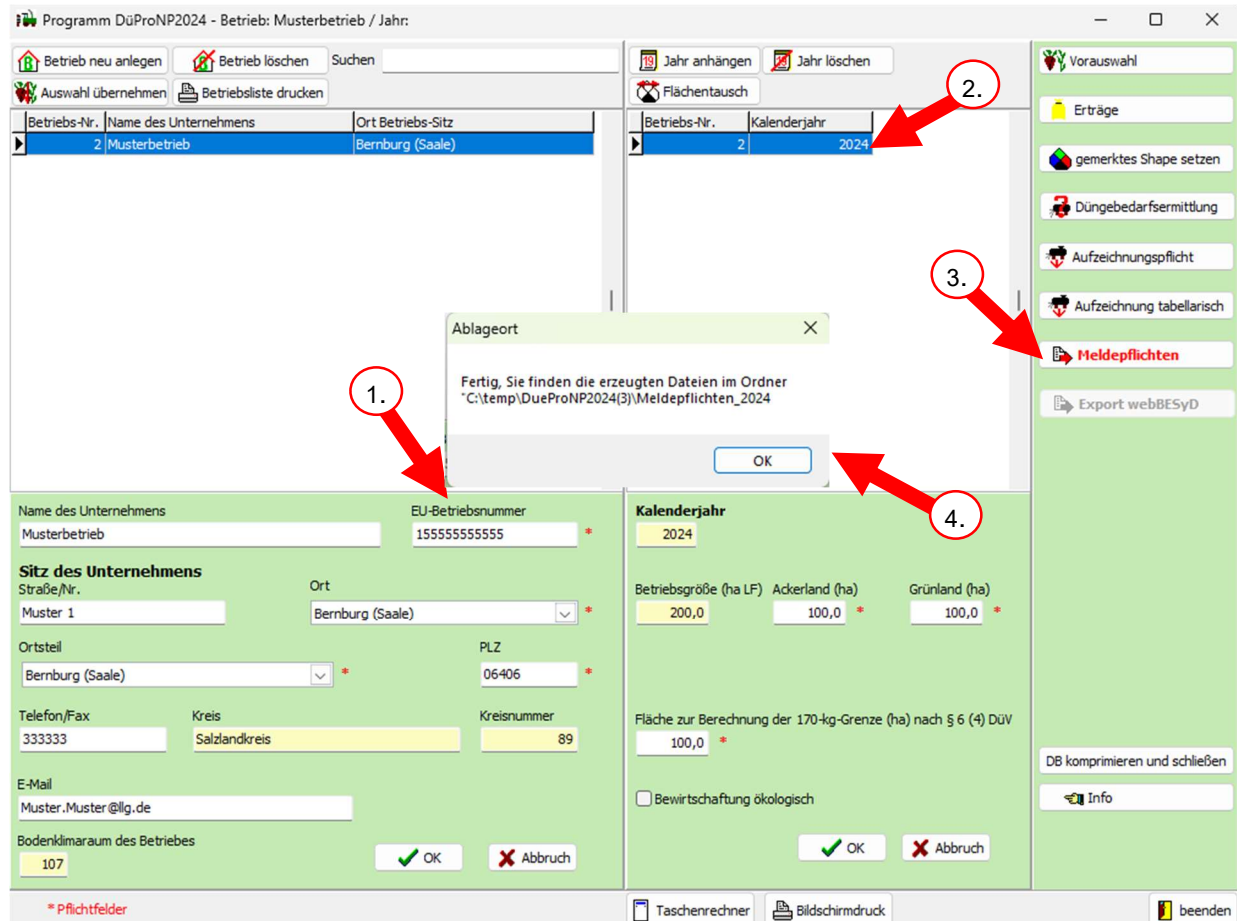 Programm DüProNP2024 - Betrieb: Musterbetrieb / Jahr:
Betrieb neu anlegen
Betrieb löschen
Suchen
Auswahl übernehmen
Betriebsliste drucken
Betriebs-Nr. Name des Unternehmens Ort Betriebs-Sitz
2 Musterbetrieb Bernburg (Saale)
19 Jahr anhängen
19 Jahr löschen
Flächentausch
2.
Betriebs-Nr. Kalenderjahr
2 2024
Vorauswahl
Erträge
gemerktes Shape setzen
Düngebedarfsermittlung
Aufzeichnungspflicht
3.
Aufzeichnung tabellarisch
Meldepflichten
Export webBESyD
Ablageort
Fertig, Sie finden die erzeugten Dateien im Ordner
"C:\temp\DueProNP2024(3)\Meldepflichten_2024
OK
1.
4.
Name des Unternehmens EU-Betriebsnummer
Musterbetrieb 155555555555 *
Sitz des Unternehmens
Straße/Nr. Ort
Muster 1 Bernburg (Saale) *
Ortsteil PLZ
Bernburg (Saale) * 06406 *
Telefon/Fax Kreis Kreisnummer
333333 Salzlandkreis 89
E-Mail
Muster.Muster@llg.de
Bodenklimaraum des Betriebes
107
OK
Abbruch
Kalenderjahr
2024
Betriebsgröße (ha LF) Ackerland (ha) Grünland (ha)
200,0 100,0 * 100,0 *
Fläche zur Berechnung der 170-kg-Grenze (ha) nach § 6 (4) DüV
100,0 *
Bewirtschaftung ökologisch
OK
Abbruch
DB komprimieren und schließen
Info
* Pflichtfelder
Taschenrechner
Bildschirmdruck
beenden